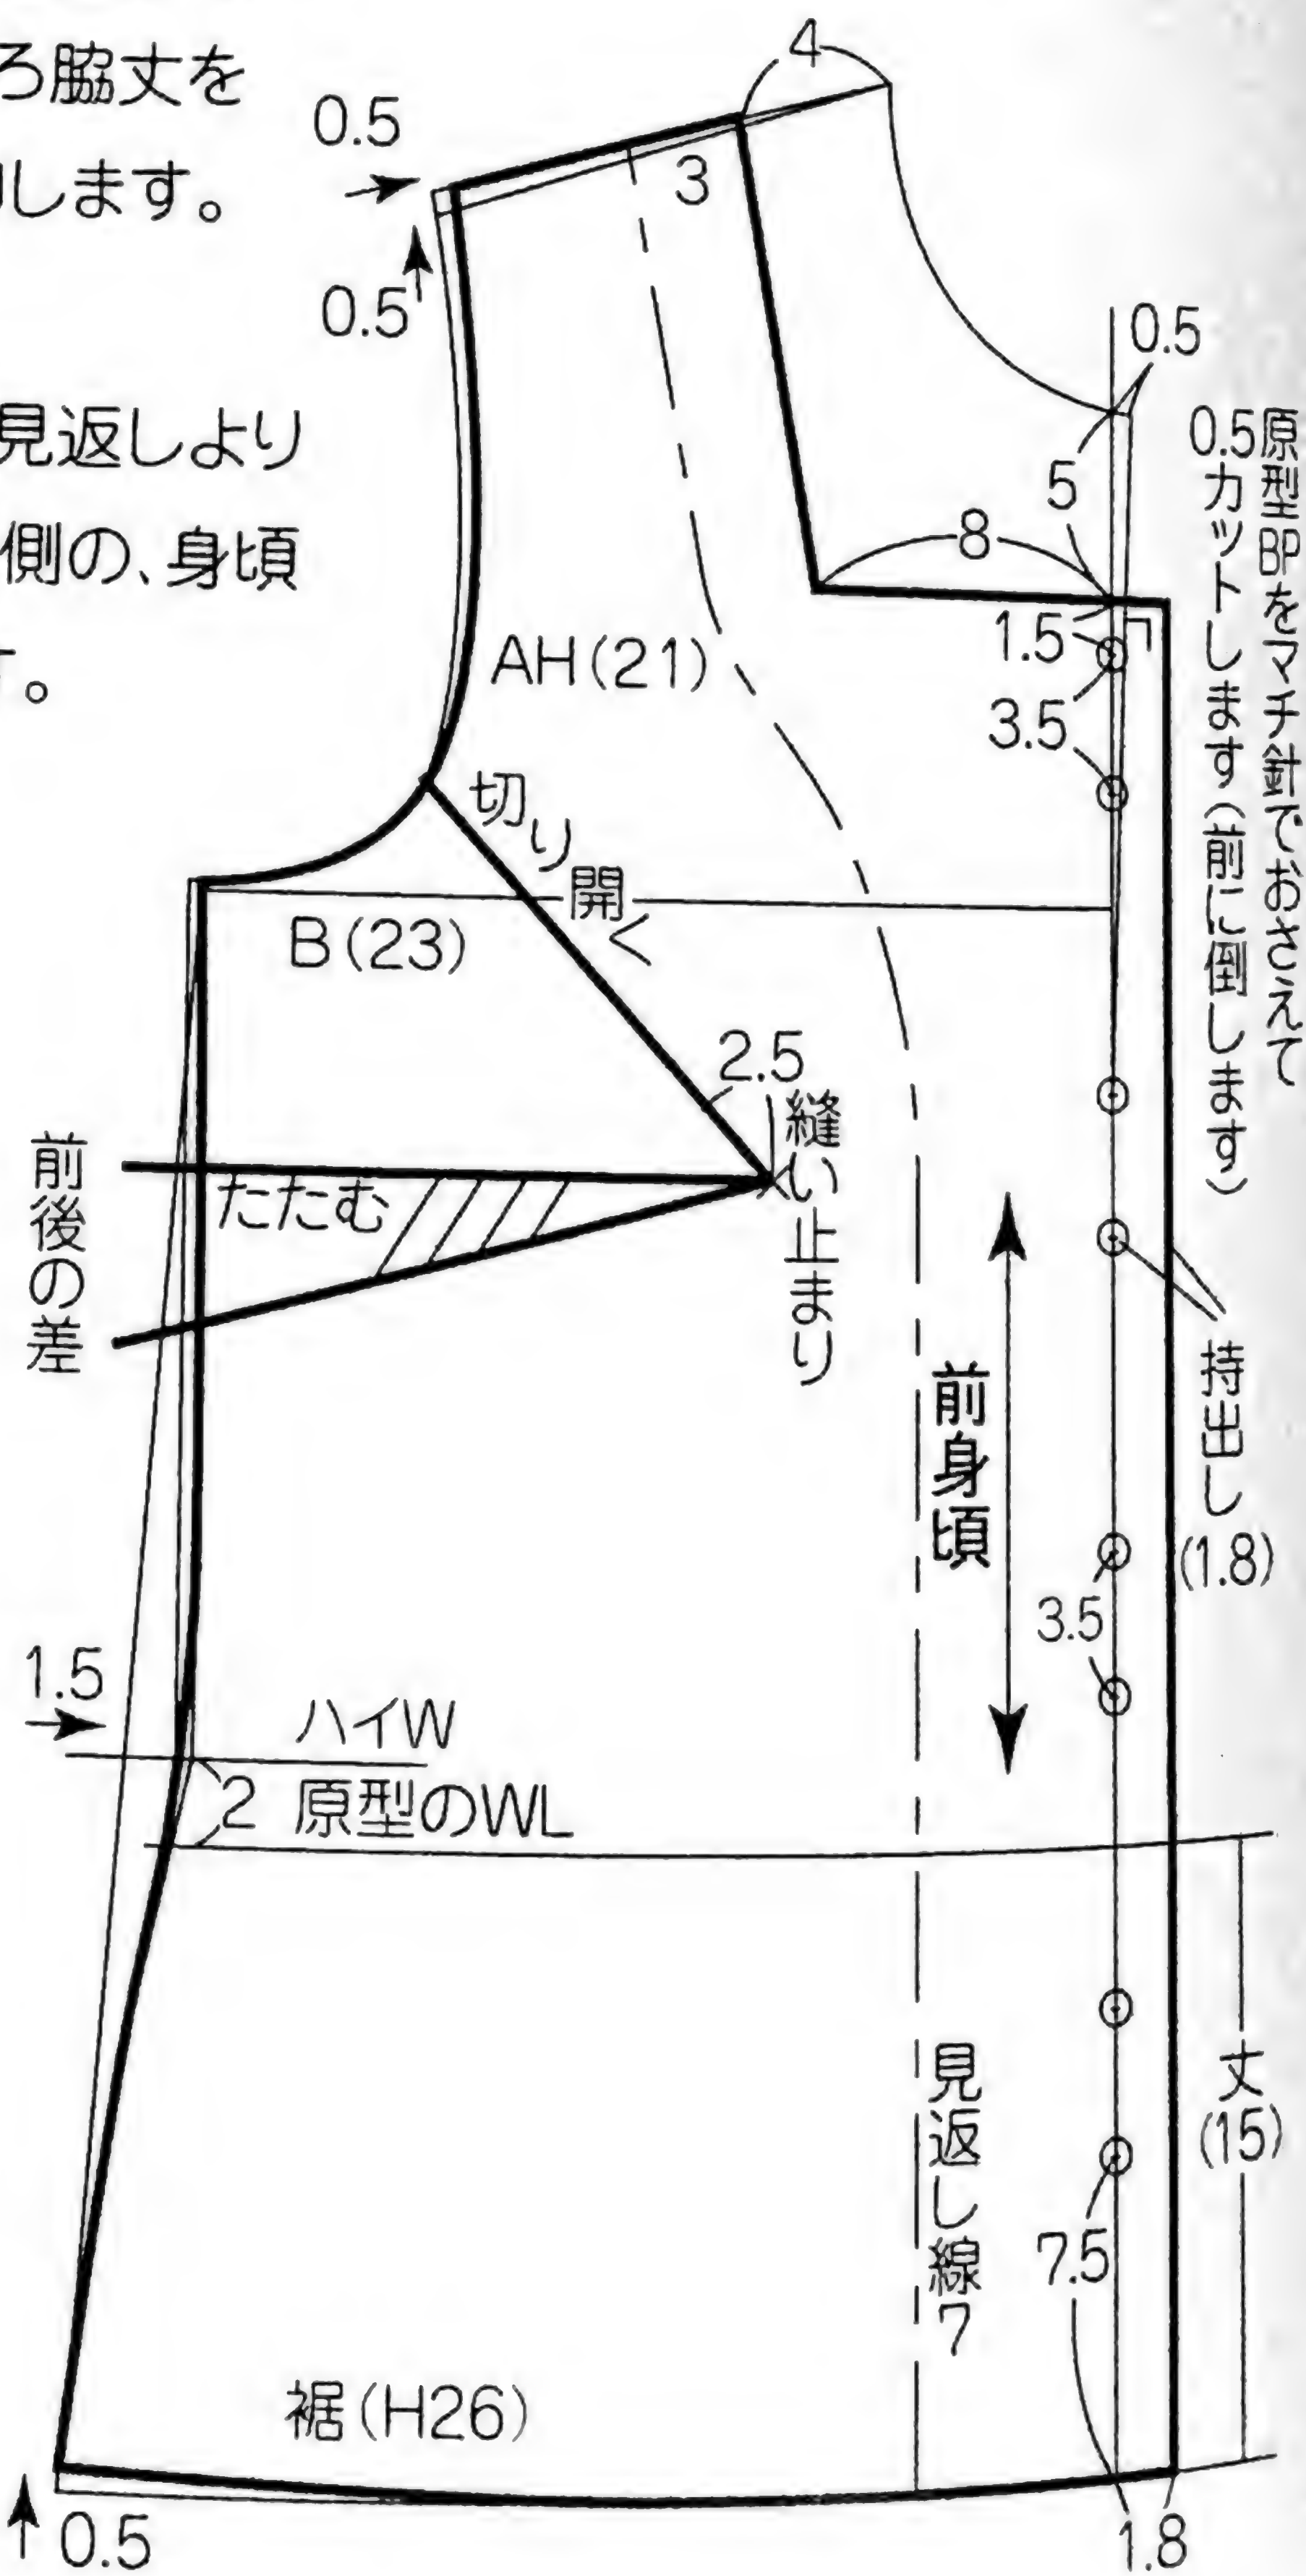 ろ脇丈を
します。
見返しより
側の、身頃
。
4
0.5
3
0.5
0.5
原型BPをマチ針でおさえて
0.5カットします(前に倒します)
5
8
1.5
AH(21)
3.5
切り開く
B(23)
2.5
縫い止まり
前後の差
たたむ
前身頃
持出し
(1.8)
3.5
1.5
ハイW
2
原型のWL
見返し線7
丈
(15)
7.5
裾(H26)
0.5
1.8